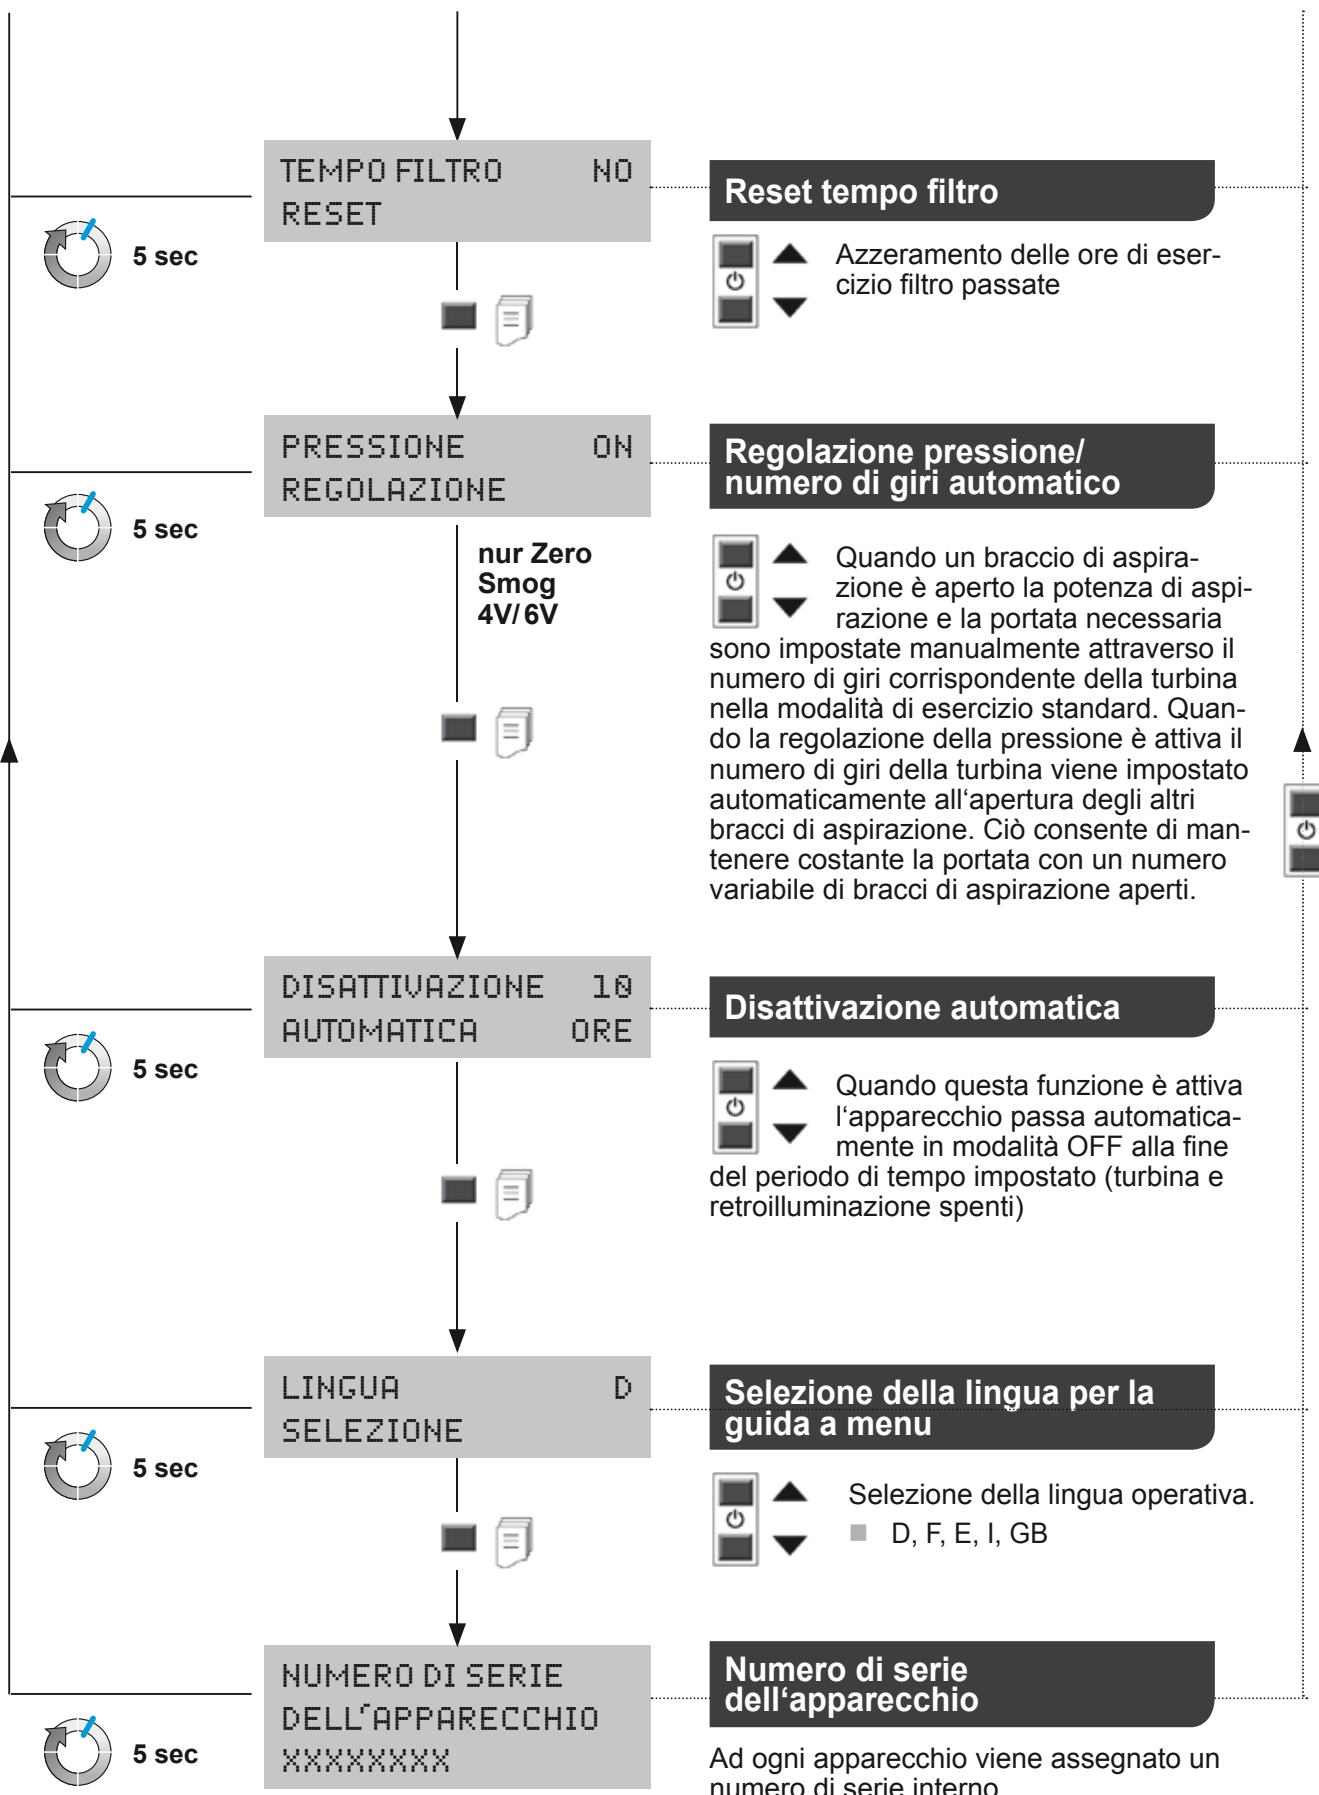 TEMPO FILTRO NO
RESET
Reset tempo filtro
5 sec
Azzeramento delle ore di eser-
cizio filtro passate
PRESSIONE ON
REGOLAZIONE
Regolazione pressione/
numero di giri automatico
5 sec
nur Zero
Smog
4V/ 6V
Quando un braccio di aspira-
zione è aperto la potenza di aspi-
razione e la portata necessaria
sono impostate manualmente attraverso il
numero di giri corrispondente della turbina
nella modalità di esercizio standard. Quan-
do la regolazione della pressione è attiva il
numero di giri della turbina viene impostato
automaticamente all‘apertura degli altri
bracci di aspirazione. Ciò consente di man-
tenere costante la portata con un numero
variabile di bracci di aspirazione aperti.
DISATTIVAZIONE 10
AUTOMATICA ORE
Disattivazione automatica
5 sec
Quando questa funzione è attiva
l‘apparecchio passa automatica-
mente in modalità OFF alla fine
del periodo di tempo impostato (turbina e
retroilluminazione spenti)
LINGUA D
SELEZIONE
Selezione della lingua per la
guida a menu
5 sec
Selezione della lingua operativa.
D, F, E, I, GB
NUMERO DI SERIE
DELL´APPARECCHIO
XXXXXXXX
Numero di serie
dell‘apparecchio
5 sec
Ad ogni apparecchio viene assegnato un
numero di serie interno